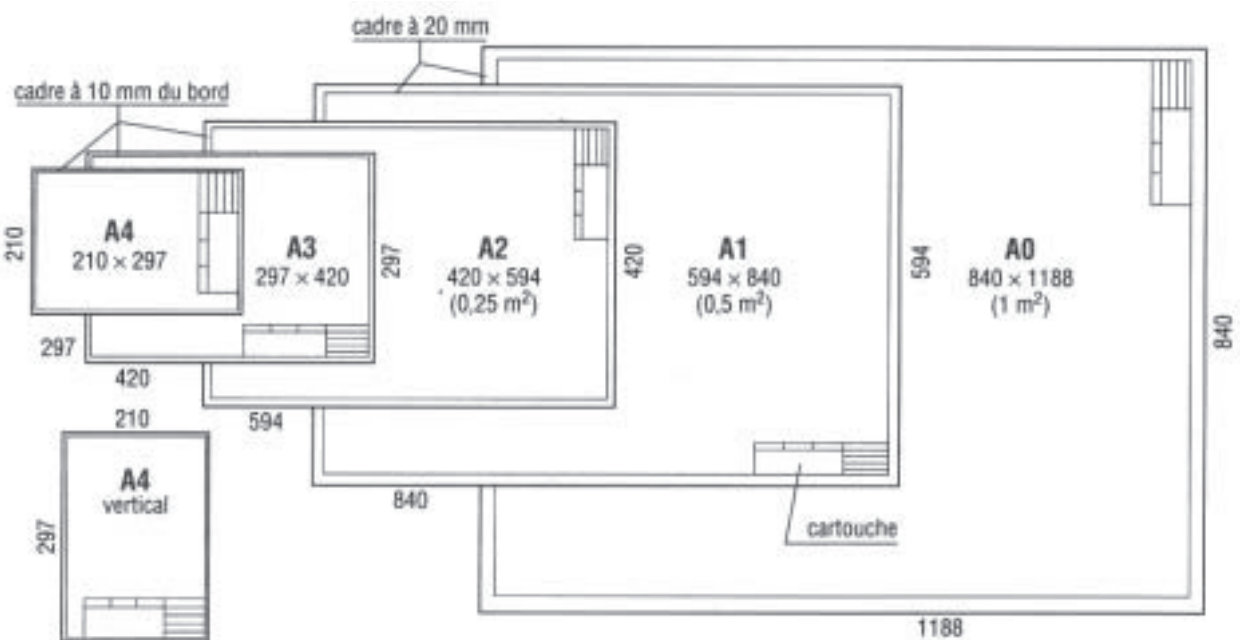 cadre à 20 mm
cadre à 10 mm du bord
A4
210 × 297
210
297
A3
297 × 420
297
420
A2
420 × 594
(0,25 m²)
420
594
A1
594 × 840
(0,5 m²)
594
840
A0
840 × 1188
(1 m²)
840
1188
210
A4
vertical
297
cartouche